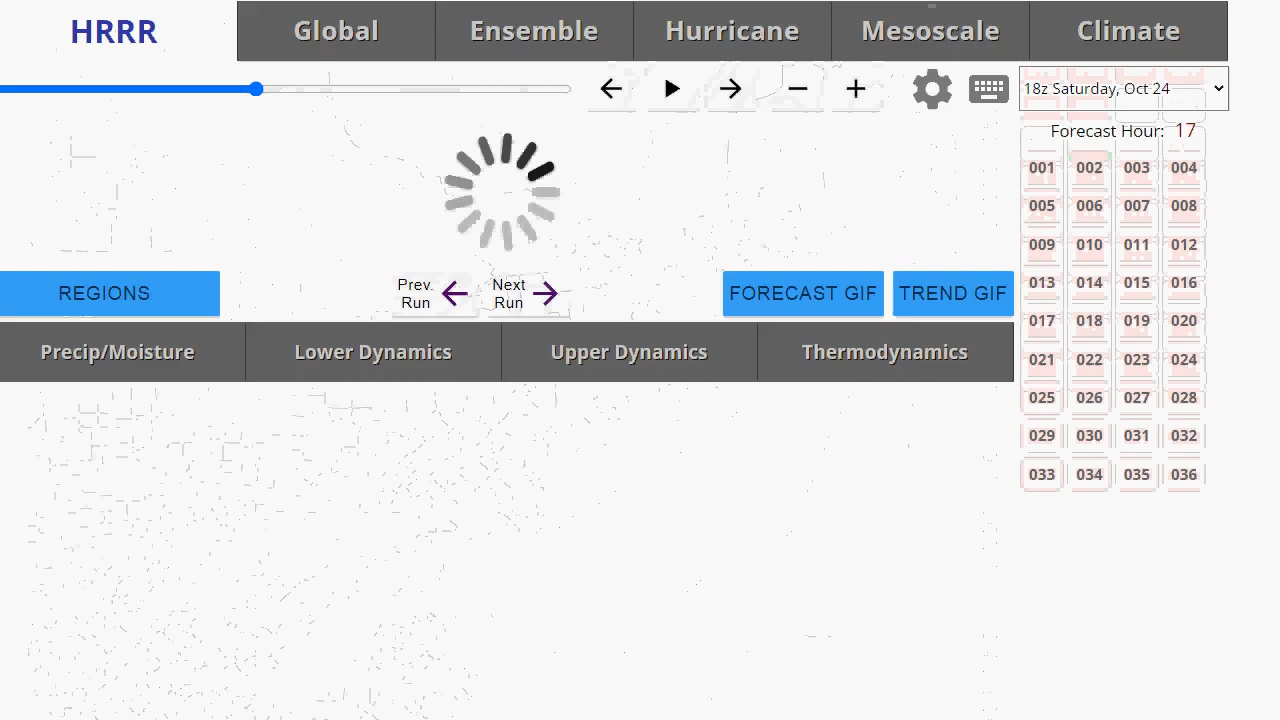 HRRR Global Ensemble Hurricane Mesoscale Climate
18z Saturday, Oct 24
Forecast Hour: 17
001 002 003 004
005 006 007 008
009 010 011 012
013 014 015 016
017 018 019 020
021 022 023 024
025 026 027 028
029 030 031 032
033 034 035 036
REGIONS
Prev. Run
Next Run
FORECAST GIF
TREND GIF
Precip/Moisture Lower Dynamics Upper Dynamics Thermodynamics